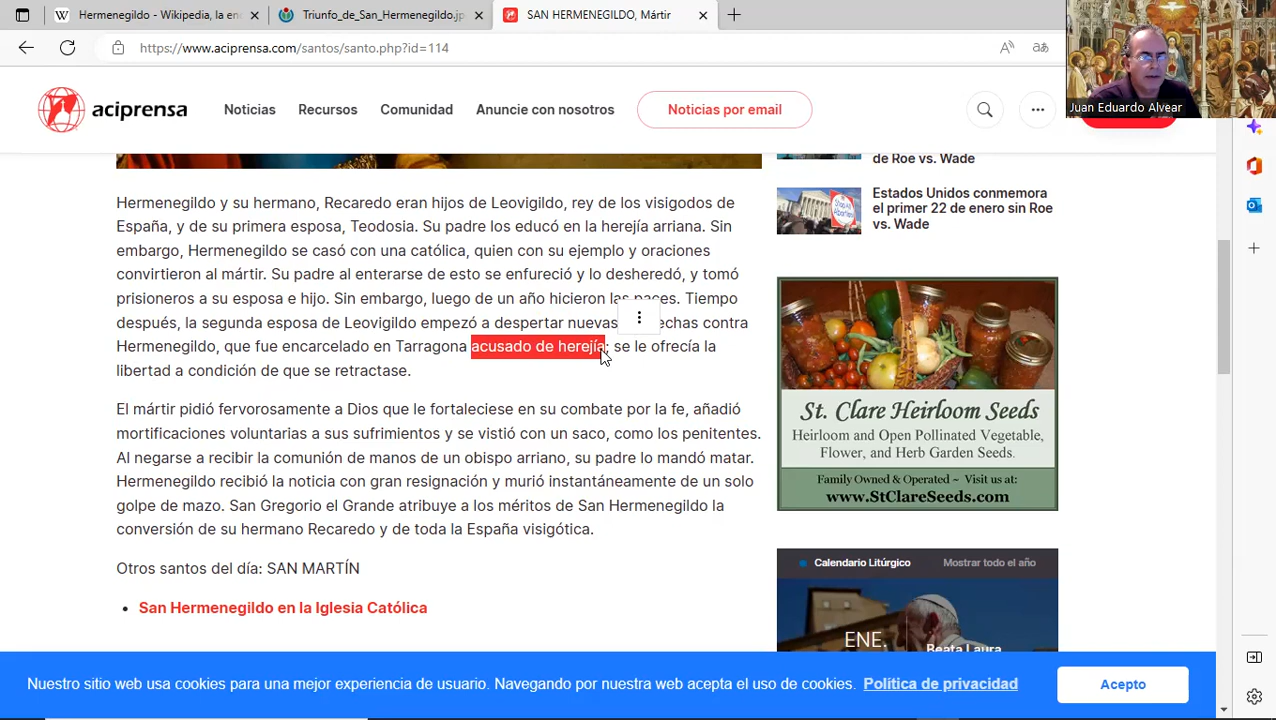 Hermenegildo - Wikipedia, la en
Triunfo_de_San_Hermenegildo.jp
SAN HERMENEGILDO, Mártir
https://www.aciprensa.com/santos/santo.php?id=114
Juan Eduardo Alvear
aciprensa
Noticias
Recursos
Comunidad
Anuncie con nosotros
Noticias por email
Hermenegildo y su hermano, Recaredo eran hijos de Leovigildo, rey de los visigodos de
España, y de su primera esposa, Teodosia. Su padre los educó en la herejía arriana. Sin
embargo, Hermenegildo se casó con una católica, quien con su ejemplo y oraciones
convirtieron al mártir. Su padre al enterarse de esto se enfureció y lo desheredó, y tomó
prisioneros a su esposa e hijo. Sin embargo, luego de un año hicieron las paces. Tiempo
después, la segunda esposa de Leovigildo empezó a despertar nuevas echas contra
Hermenegildo, que fue encarcelado en Tarragona acusado de herejía; se le ofrecía la
libertad a condición de que se retractase.
El mártir pidió fervorosamente a Dios que le fortaleciese en su combate por la fe, añadió
mortificaciones voluntarias a sus sufrimientos y se vistió con un saco, como los penitentes.
Al negarse a recibir la comunión de manos de un obispo arriano, su padre lo mandó matar.
Hermenegildo recibió la noticia con gran resignación y murió instantáneamente de un solo
golpe de mazo. San Gregorio el Grande atribuye a los méritos de San Hermenegildo la
conversión de su hermano Recaredo y de toda la España visigótica.
Otros santos del día: SAN MARTÍN
San Hermenegildo en la Iglesia Católica
de Roe vs. Wade
Estados Unidos conmemora
el primer 22 de enero sin Roe
vs. Wade
St. Clare Heirloom Seeds
Heirloom and Open Pollinated Vegetable,
Flower, and Herb Garden Seeds.
Family Owned & Operated ~ Visit us at:
www.StClareSeeds.com
Calendario Litúrgico
Mostrar todo el año
ENE.
Beata Laura
Nuestro sitio web usa cookies para una mejor experiencia de usuario. Navegando por nuestra web acepta el uso de cookies. Política de privacidad
Acepto